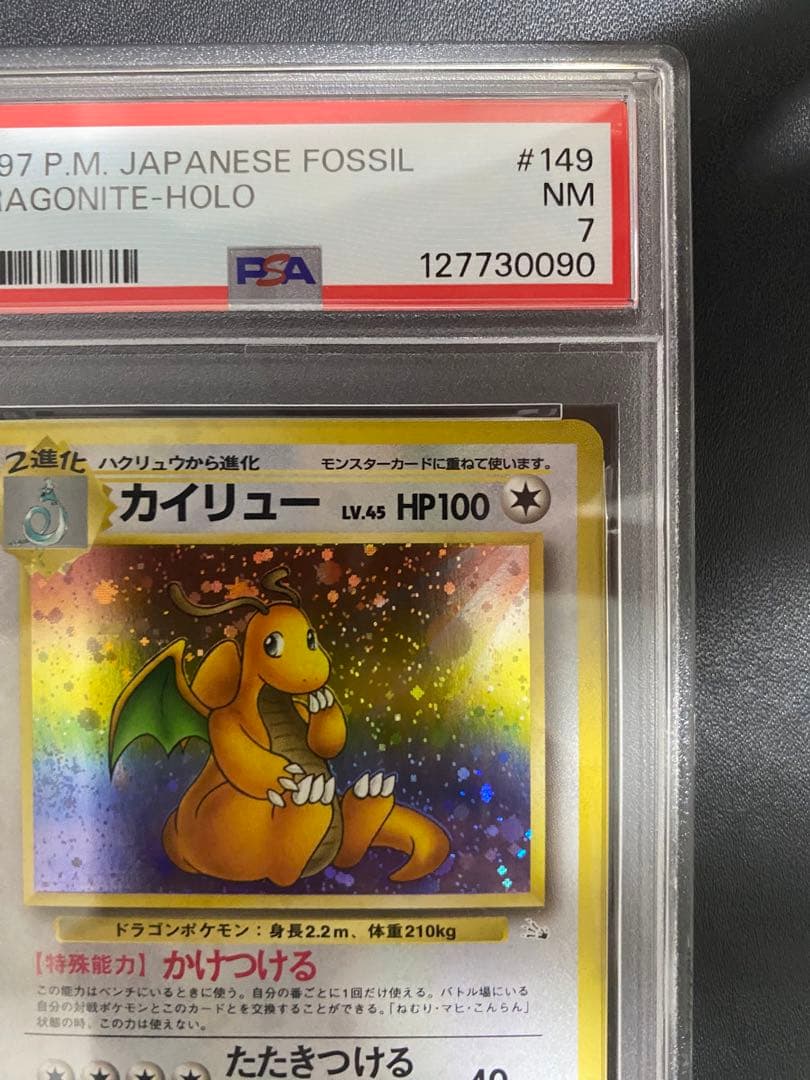 97 P.M. JAPANESE FOSSIL #149
RAGONITE-HOLO NM
7
PSA 127730090
2進化 ハクリュウから進化 モンスターカードに重ねて使います。
カイリュー LV.45 HP100
ドラゴンポケモン：身長2.2m、体重210kg
【特殊能力】かけつける
この能力はベンチにいるときに使う。自分の番ごとに1回だけ使える。バトル場にいる
自分の対戦ポケモンとこのカードとを交換することができる。「ねむり・マヒ・こんらん」
状態の時、この力は使えない。
たたきつける 40